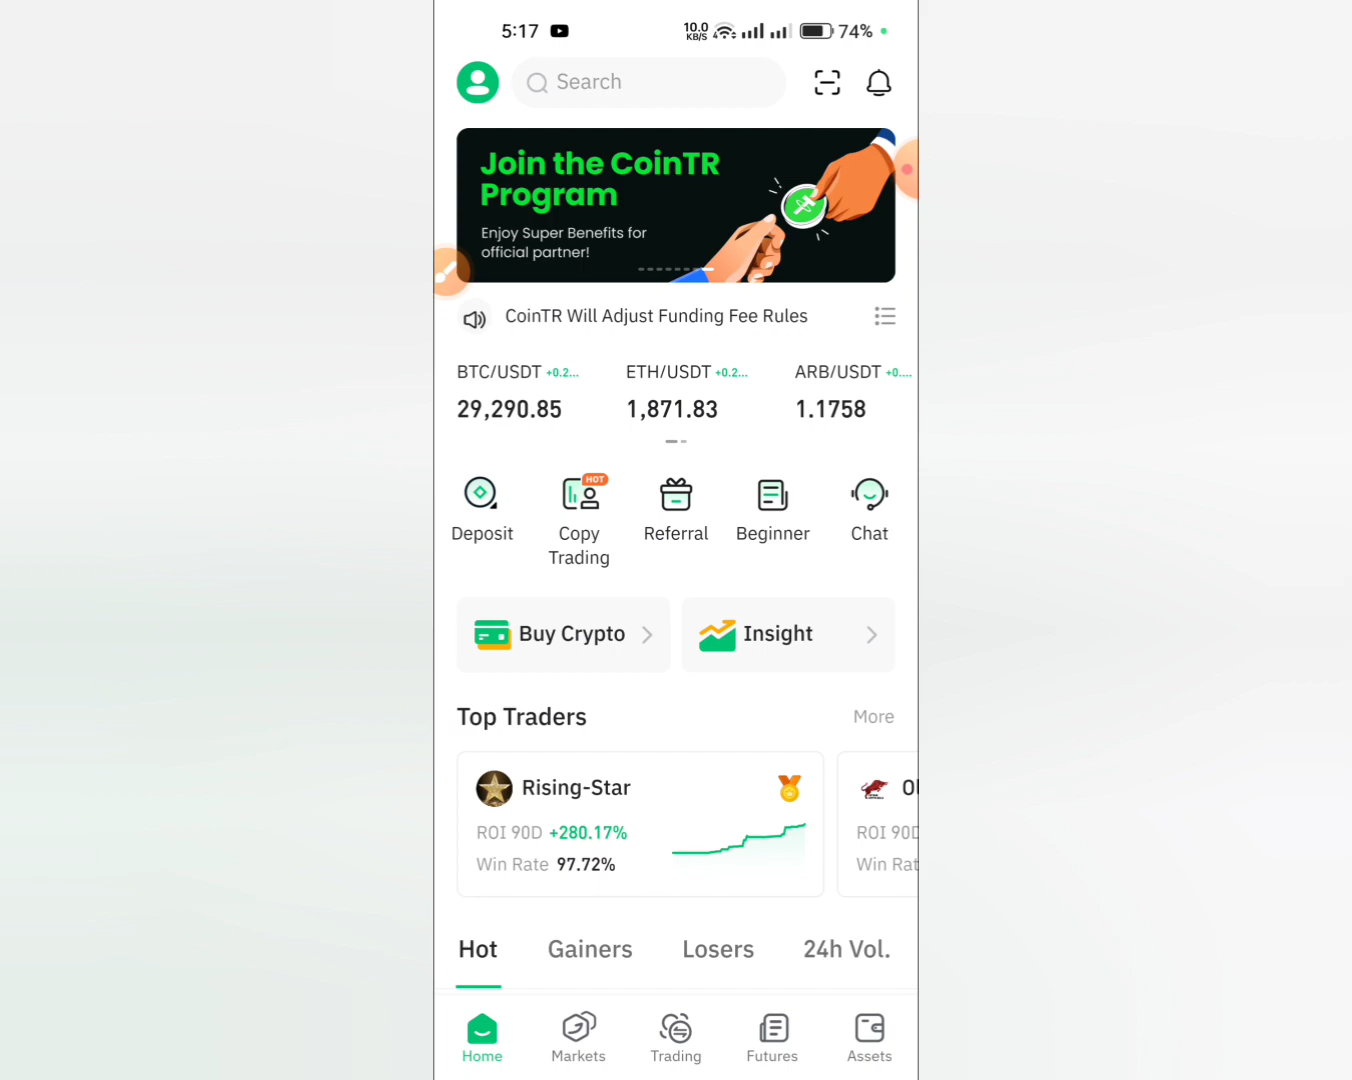 5:17
10.0
KB/S
74%
Search
Join the CoinTR
Program
Enjoy Super Benefits for
official partner!
CoinTR Will Adjust Funding Fee Rules
BTC/USDT +0.2... ETH/USDT +0.2... ARB/USDT +0....
29,290.85 1,871.83 1.1758
HOT
Deposit Copy Trading Referral Beginner Chat
Buy Crypto Insight
Top Traders More
Rising-Star
ROI 90D +280.17% ROI 90D
Win Rate 97.72% Win Rat
Hot Gainers Losers 24h Vol.
Home Markets Trading Futures Assets